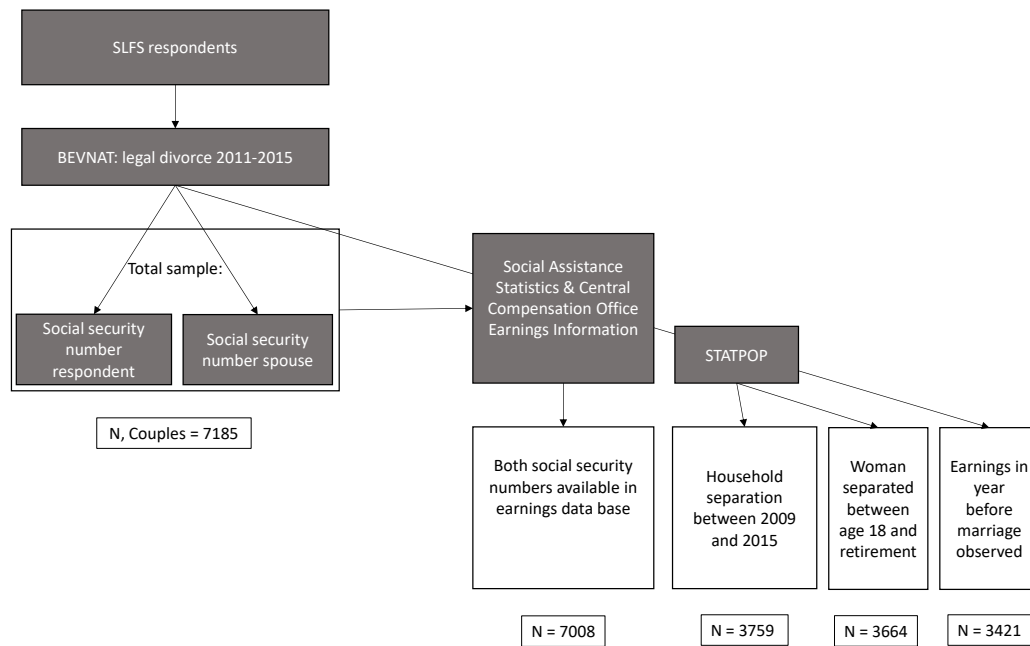 SLFS respondents
BEVNAT: legal divorce 2011-2015
Total sample:
Social security
number
respondent
Social security
number spouse
N, Couples = 7185
Social Assistance
Statistics & Central
Compensation Office
Earnings Information
STATPOP
Both social security
numbers available in
earnings data base
Household
separation
between 2009
and 2015
Woman
separated
between
age 18 and
retirement
Earnings in
year
before
marriage
observed
N = 7008
N = 3759
N = 3664
N = 3421